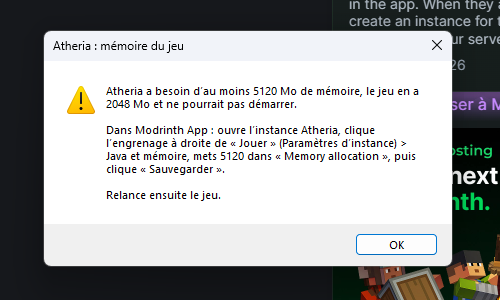 in the app. When they a
create an instance for t
ur serve
Atheria : mémoire du jeu
26
Atheria a besoin d'au moins 5120 Mo de mémoire, le jeu en a
2048 Mo et ne pourrait pas démarrer.
ser à M
Dans Modrinth App : ouvre l'instance Atheria, clique
l'engrenage à droite de « Jouer » (Paramètres d'instance) >
Java et mémoire, mets 5120 dans « Memory allocation », puis
clique « Sauvegarder ».
osting
next
nth.
Relance ensuite le jeu.
OK